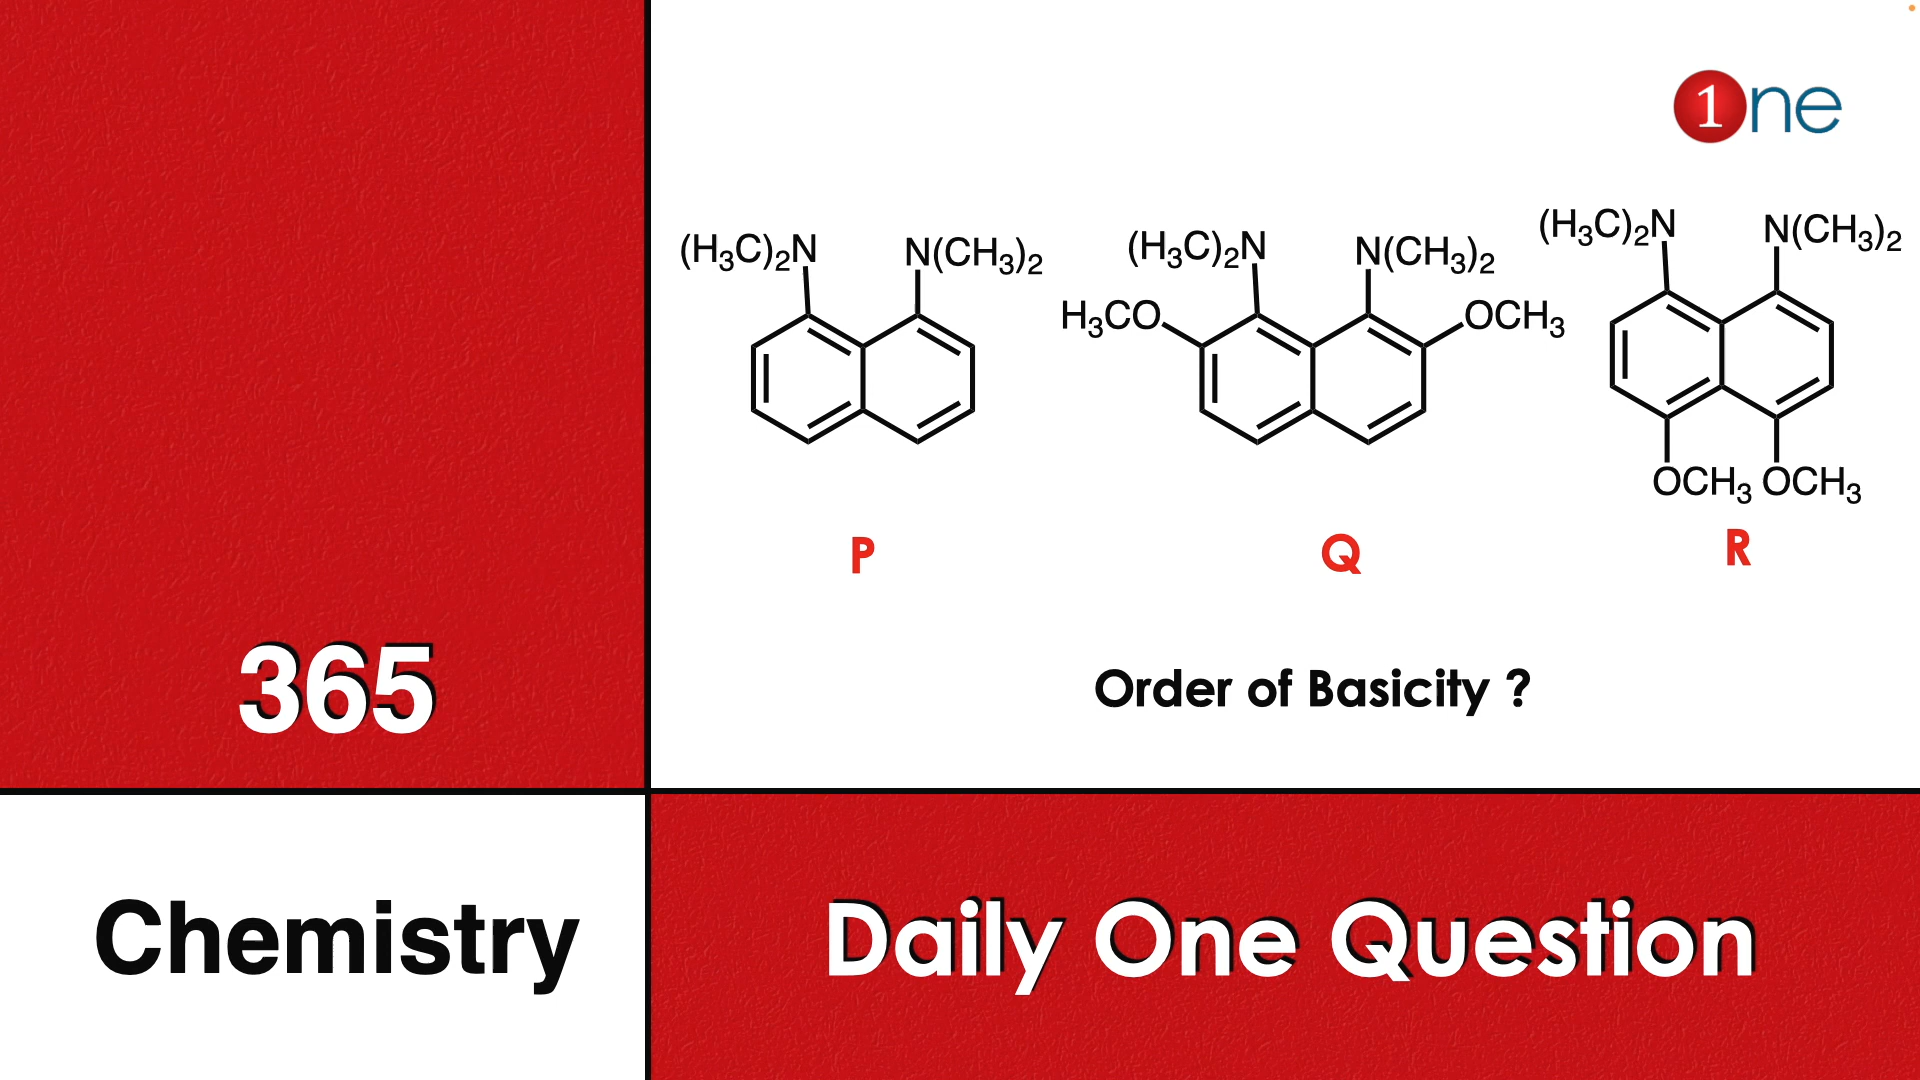 1ne
(H₃C)₂N N(CH₃)₂
P
(H₃C)₂N N(CH₃)₂
H₃CO OCH₃
Q
(H₃C)₂N N(CH₃)₂
OCH₃ OCH₃
R
Order of Basicity ?
365
Chemistry
Daily One Question